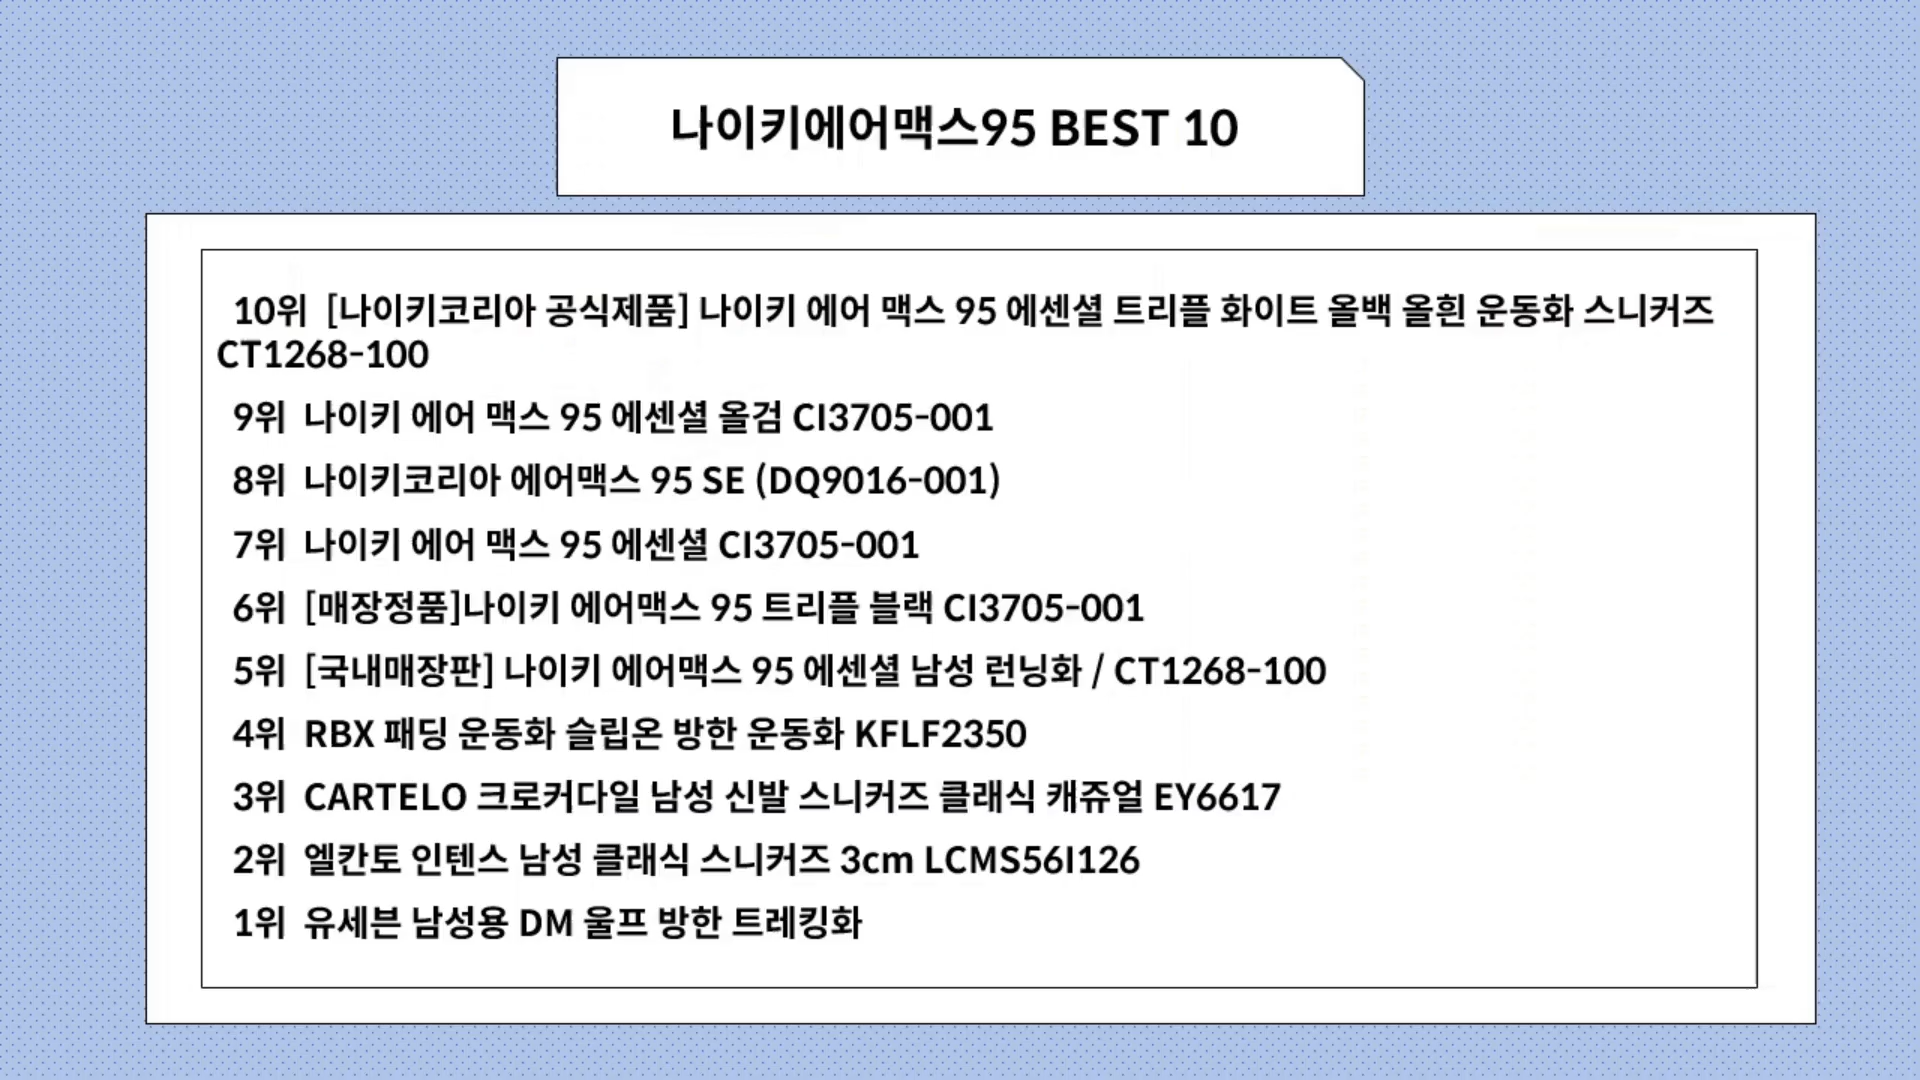 나이키에어맥스95 BEST 10
10위 [나이키코리아 공식제품] 나이키 에어 맥스 95 에센셜 트리플 화이트 올백 올흰 운동화 스니커즈
CT1268-100
9위 나이키 에어 맥스 95 에센셜 올검 CI3705-001
8위 나이키코리아 에어맥스 95 SE (DQ9016-001)
7위 나이키 에어 맥스 95 에센셜 CI3705-001
6위 [매장정품]나이키 에어맥스 95 트리플 블랙 CI3705-001
5위 [국내매장판] 나이키 에어맥스 95 에센셜 남성 런닝화 / CT1268-100
4위 RBX 패딩 운동화 슬립온 방한 운동화 KFLF2350
3위 CARTELO 크로커다일 남성 신발 스니커즈 클래식 캐쥬얼 EY6617
2위 엘칸토 인텐스 남성 클래식 스니커즈 3cm LCMS56I126
1위 유세븐 남성용 DM 울프 방한 트레킹화